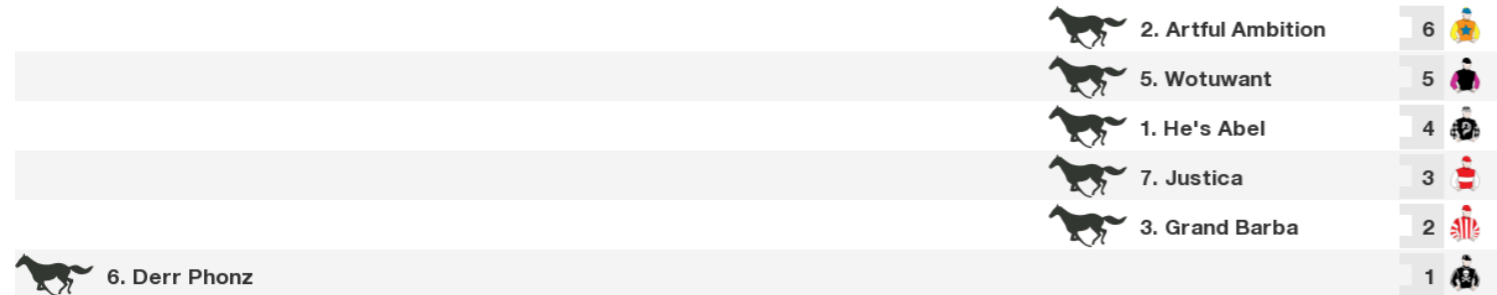 2. Artful Ambition 6
5. Wotuwant 5
1. He's Abel 4
7. Justica 3
3. Grand Barba 2
6. Derr Phonz 1